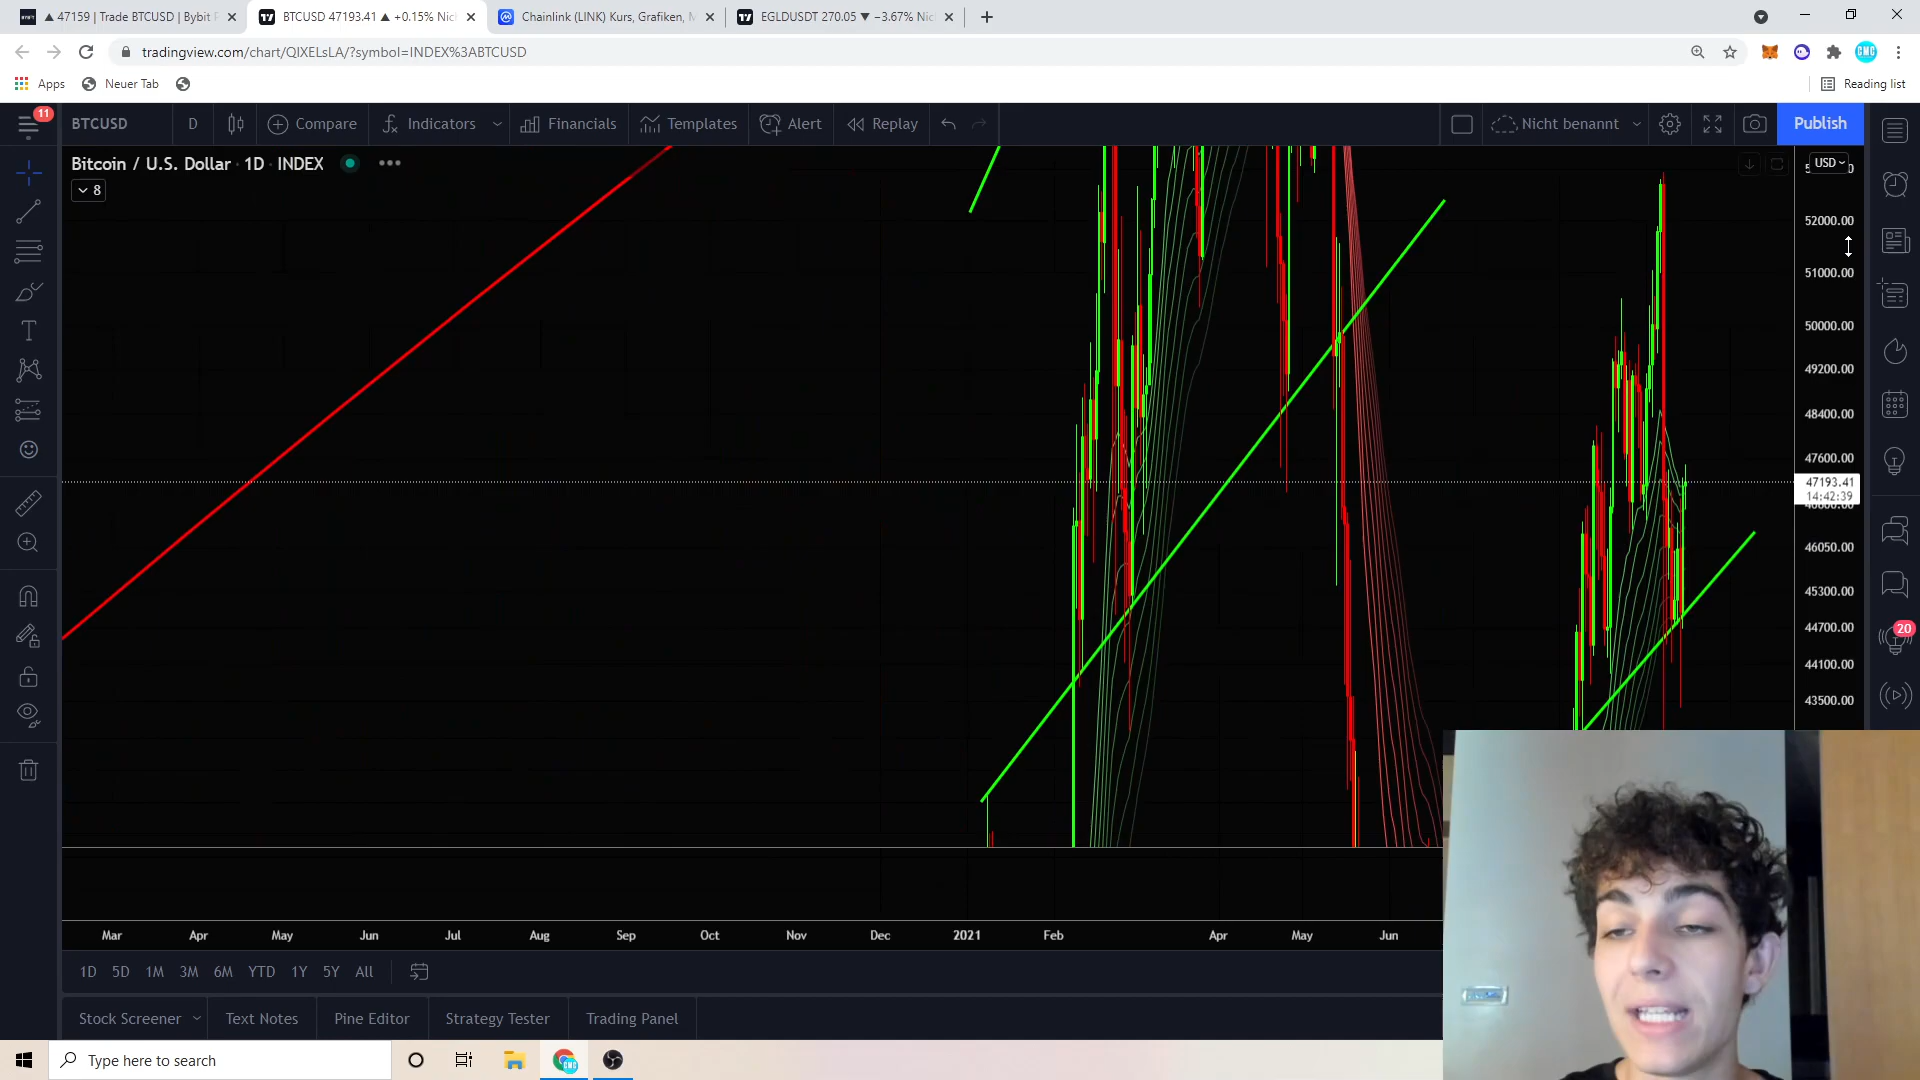 ▲ 47159 | Trade BTCUSD | Bybit
BTCUSD 47193.41 ▲ +0.15% Nic
Chainlink (LINK) Kurs, Grafiken,
EGLDUSDT 270.05 ▼ −3.67% Nic
tradingview.com/chart/QIXELsLA/?symbol=INDEX%3ABTCUSD
Apps
Neuer Tab
Reading list
11
BTCUSD
D
Compare
Indicators
Financials
Templates
Alert
Replay
Nicht benannt
Publish
Bitcoin / U.S. Dollar · 1D · INDEX
8
USD
52000.00
51000.00
50000.00
49200.00
48400.00
47600.00
47193.41
14:42:39
46050.00
45300.00
44700.00
44100.00
43500.00
20
Mar Apr May Jun Jul Aug Sep Oct Nov Dec 2021 Feb Apr May Jun
1D 5D 1M 3M 6M YTD 1Y 5Y All
Stock Screener Text Notes Pine Editor Strategy Tester Trading Panel
Type here to search